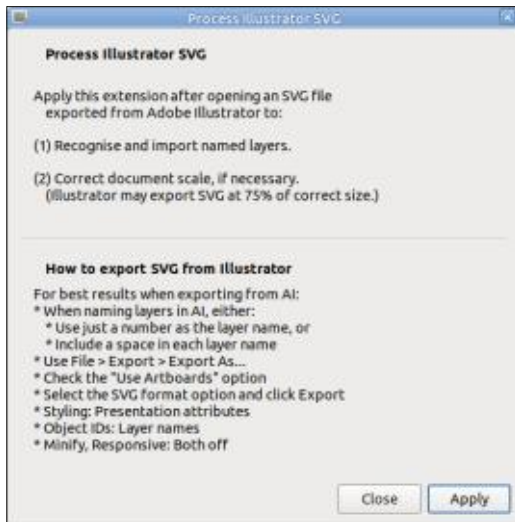 Process Illustrator SVG
Process Illustrator SVG
Apply this extension after opening an SVG file
exported from Adobe Illustrator to:
(1) Recognise and import named layers.
(2) Correct document scale, if necessary.
(Illustrator may export SVG at 75% of correct size.)
How to export SVG from Illustrator
For best results when exporting from AI:
* When naming layers in AI, either:
* Use just a number as the layer name, or
* Include a space in each layer name
* Use File > Export > Export As...
* Check the "Use Artboards" option
* Select the SVG format option and click Export
* Styling: Presentation attributes
* Object IDs: Layer names
* Minify, Responsive: Both off
Close Apply